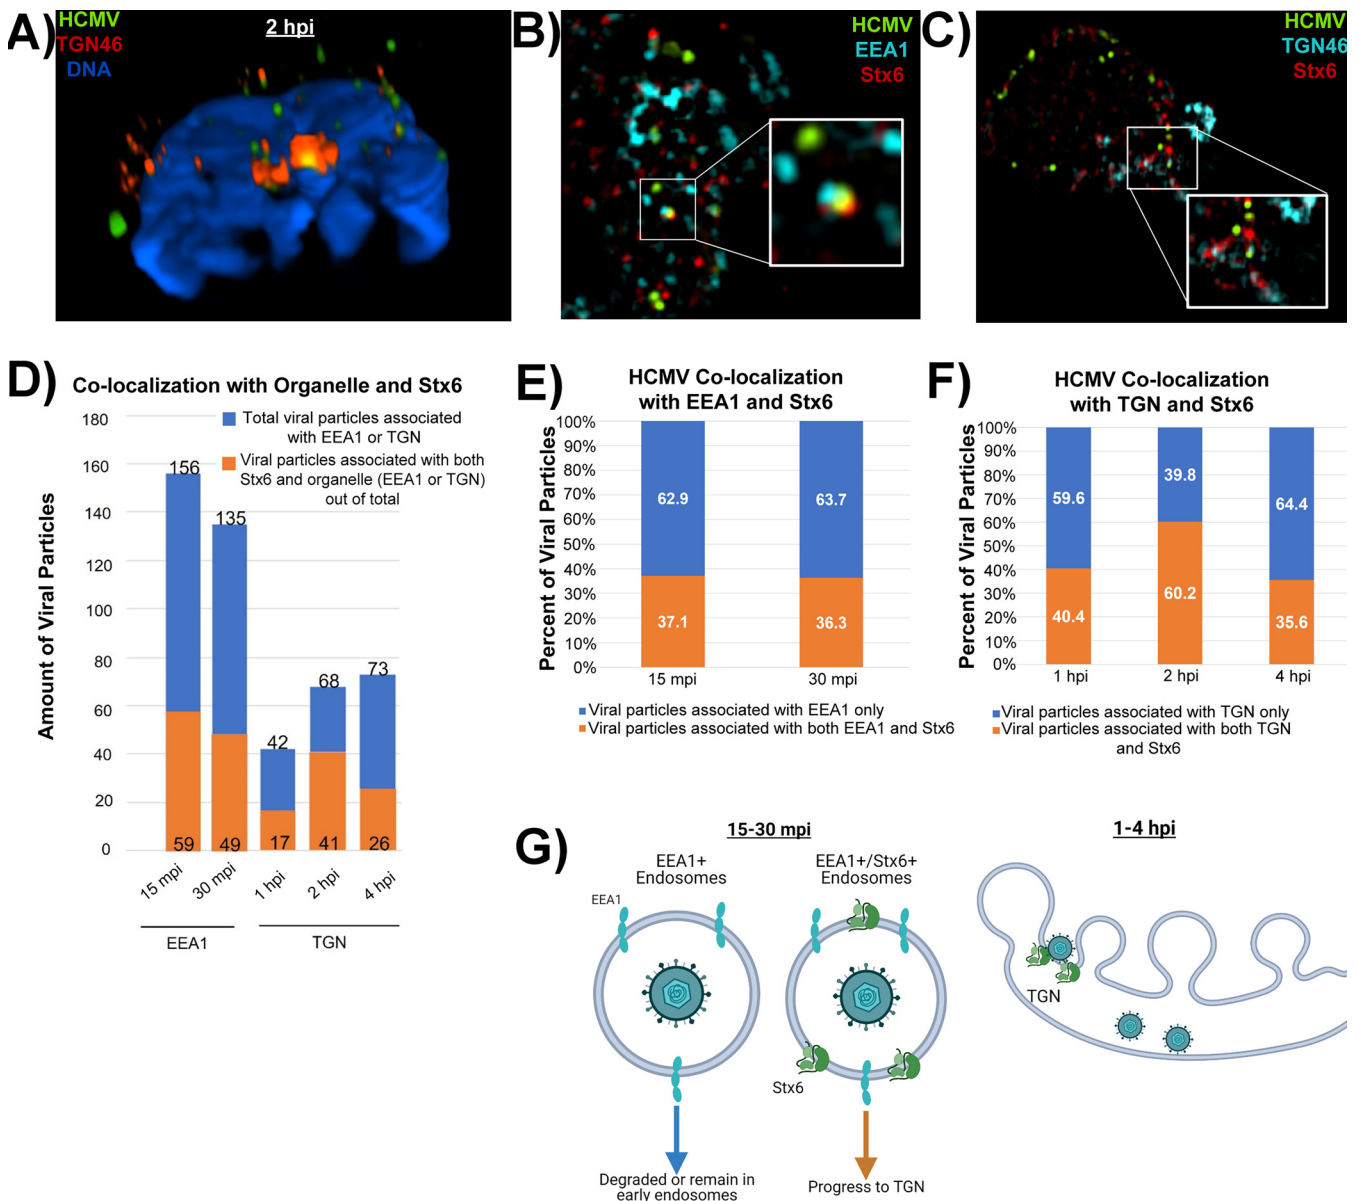 A)
HCMV
TGN46
DNA
2 hpi
B)
HCMV
EEA1
Stx6
C)
HCMV
TGN46
Stx6
D)
Co-localization with Organelle and Stx6
Total viral particles associated
with EEA1 or TGN
Viral particles associated with both
Stx6 and organelle (EEA1 or TGN)
out of total
Amount of Viral Particles
180
160
140
120
100
80
60
40
20
0
156
135
42
68
73
59
49
17
41
26
15 mpi
30 mpi
1 hpi
2 hpi
4 hpi
EEA1
TGN
E)
HCMV Co-localization
with EEA1 and Stx6
Percent of Viral Particles
100%
90%
80%
70%
60%
50%
40%
30%
20%
10%
0%
62.9
63.7
37.1
36.3
15 mpi
30 mpi
Viral particles associated with EEA1 only
Viral particles associated with both EEA1 and Stx6
F)
HCMV Co-localization
with TGN and Stx6
Percent of Viral Particles
100%
90%
80%
70%
60%
50%
40%
30%
20%
10%
0%
59.6
39.8
64.4
40.4
60.2
35.6
1 hpi
2 hpi
4 hpi
Viral particles associated with TGN only
Viral particles associated with both TGN
and Stx6
G)
15-30 mpi
1-4 hpi
EEA1+
Endosomes
EEA1+/Stx6+
Endosomes
EEA1
Stx6
TGN
Degraded or remain in
early endosomes
Progress to TGN